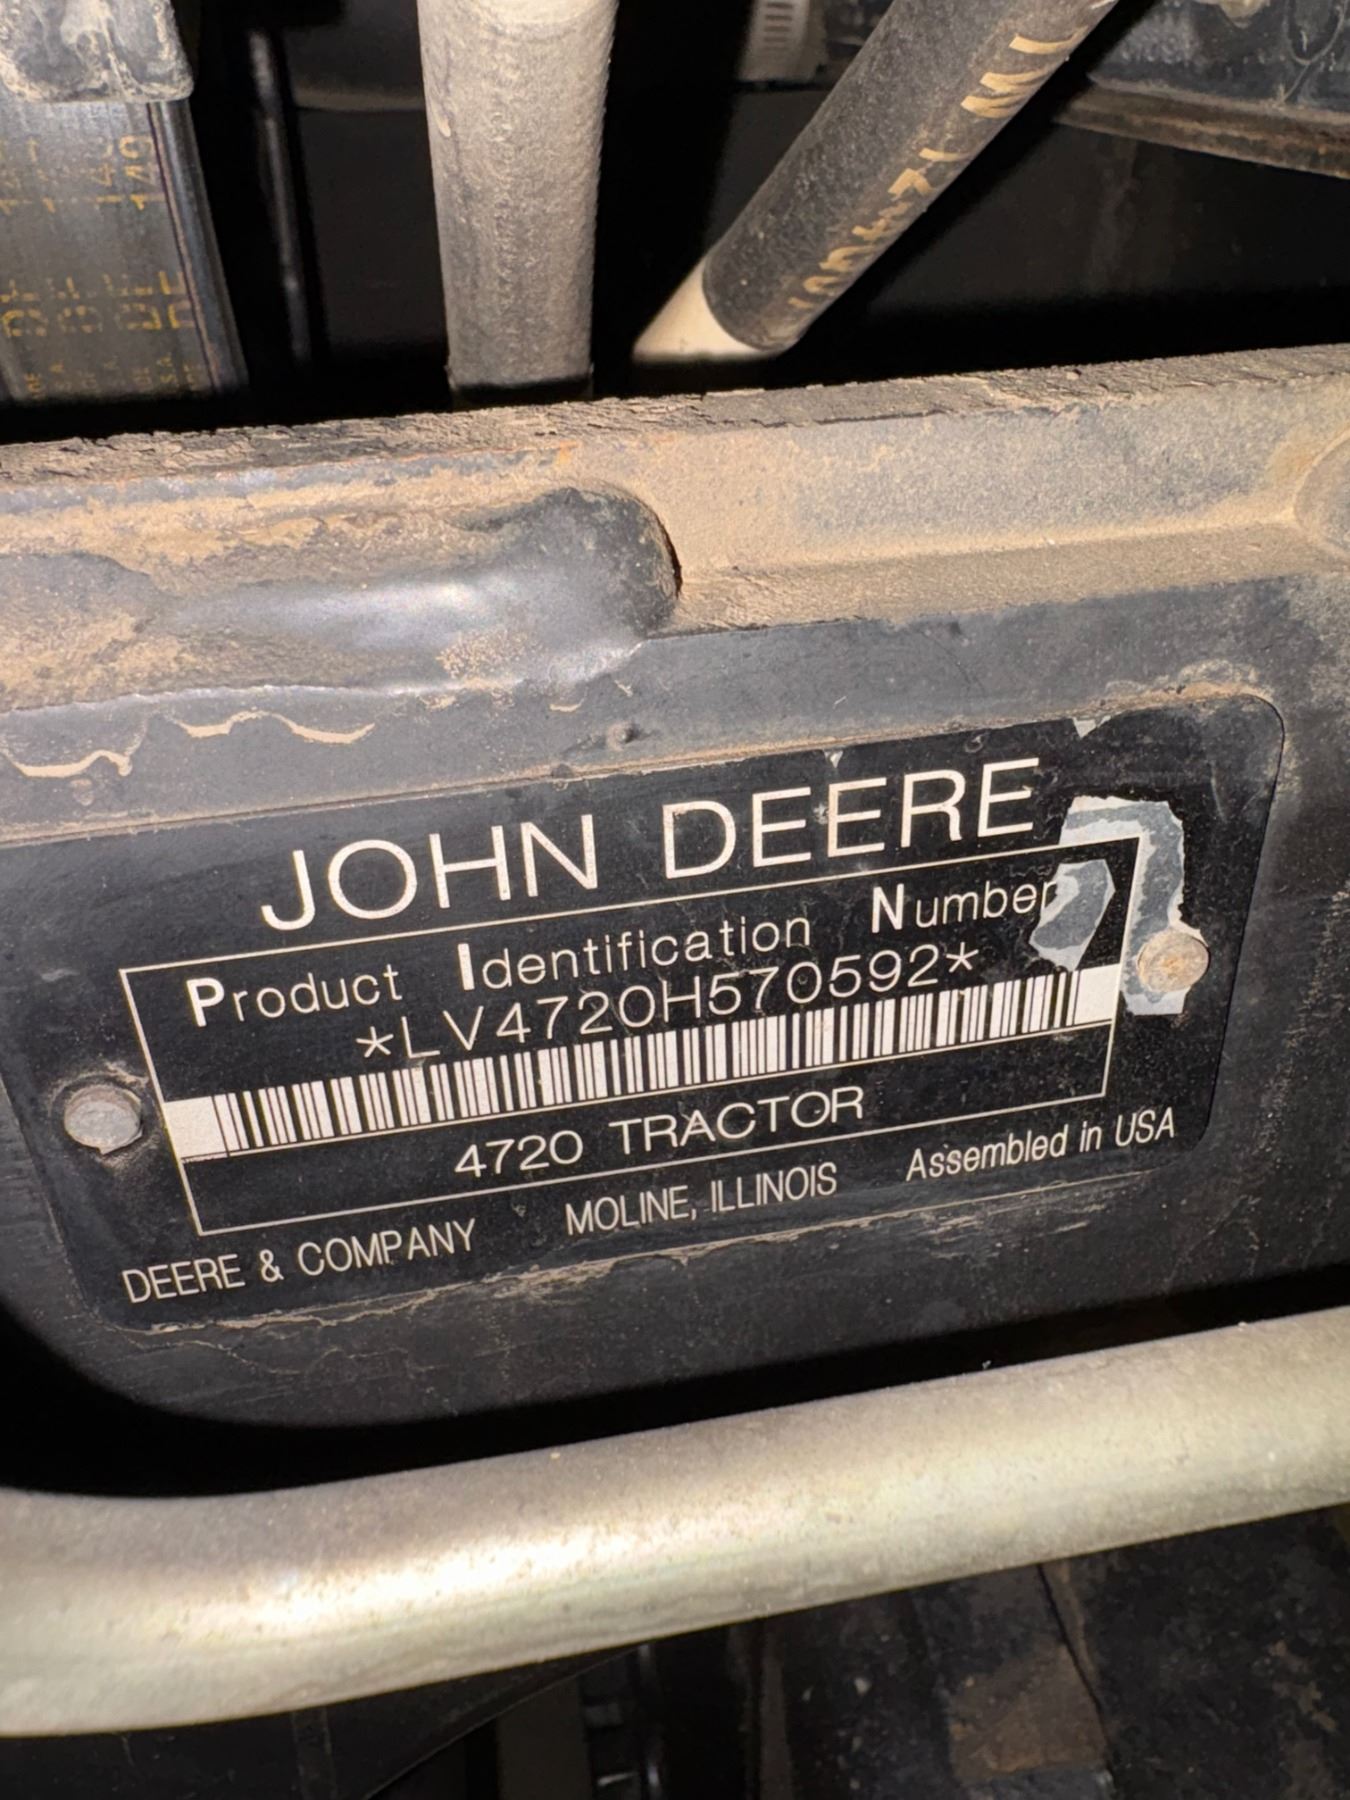 JOHN DEERE
Product Identification Number
*LV4720H570592*
4720 TRACTOR
DEERE & COMPANY MOLINE, ILLINOIS Assembled in USA